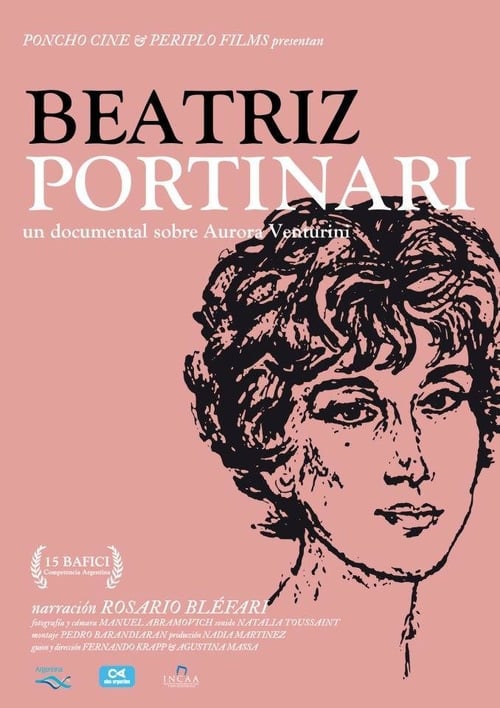 PONCHO CINE & PERIPLO FILMS presentan
BEATRIZ
PORTINARI
un documental sobre Aurora Venturini
15 BAFICI
Competencia Argentina
narración ROSARIO BLÉFARI
fotografía y cámara MANUEL ABRAMOVICH sonido NATALIA TOUSSAINT
montaje PEDRO BARANDIARAN producción NADIA MARTINEZ
guion y dirección FERNANDO KRAPP & AGUSTINA MASSA
Argentina
cine argentino
INCAA